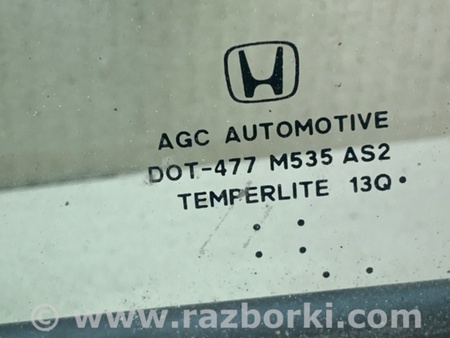 AGC AUTOMOTIVE
DOT-477 M535 AS2
TEMPERLITE 13Q•
© www.razborki.com